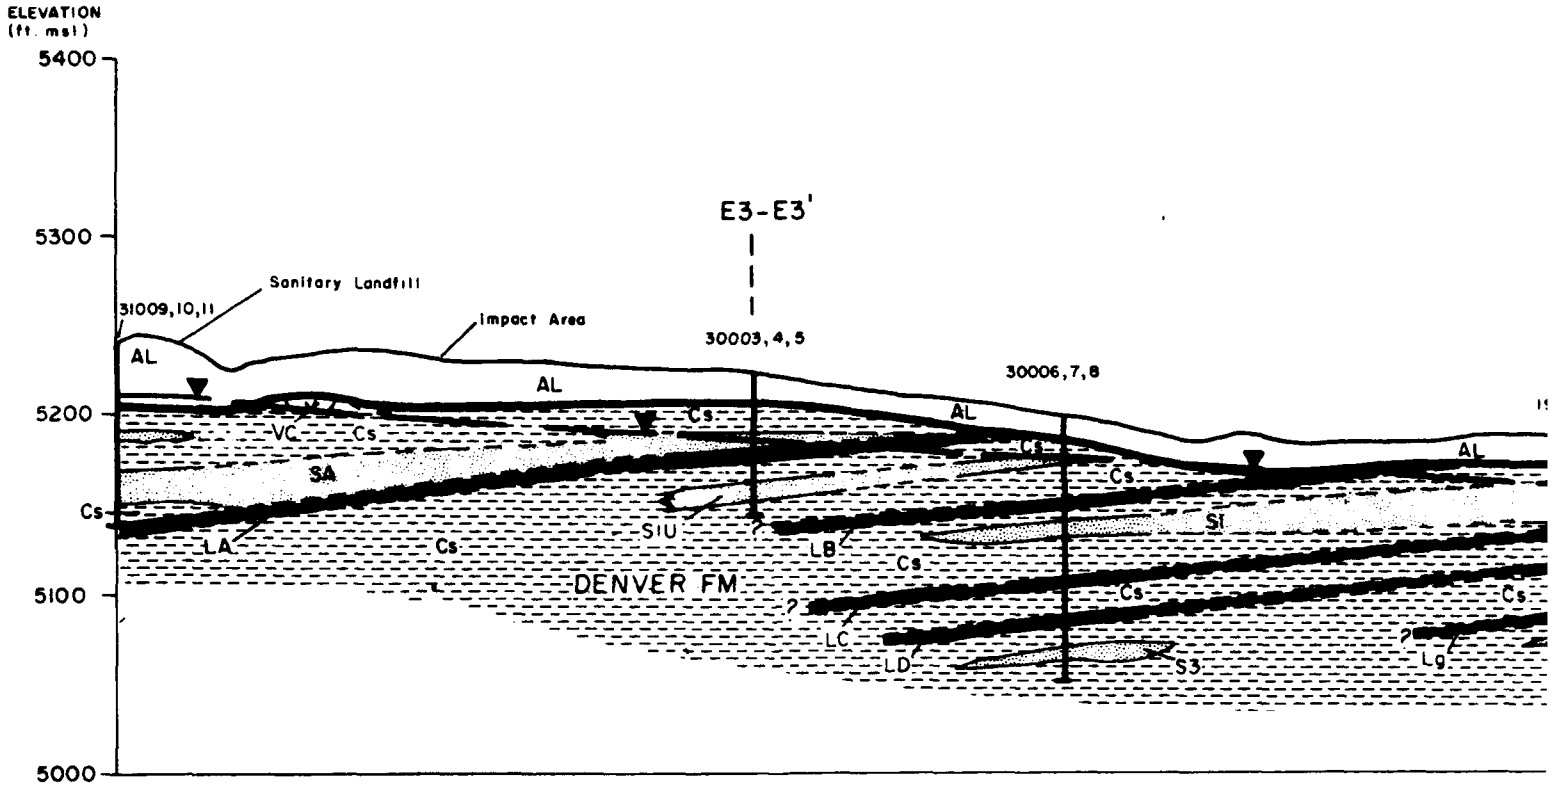 ELEVATION
(ft. msl)
5400
E3-E3'
5300
Sanitary Landfill
31009,10,11
Impact Area
30003,4,5
30006,7,8
AL
AL
AL
AL
5200
Cs
Cs
Cs
Cs
VC
SA
Cs
S1U
LB
S1
LA
Cs
Cs
DENVER FM
5100
?
?
?
Cs
Cs
LC
LD
S3
Lg
5000